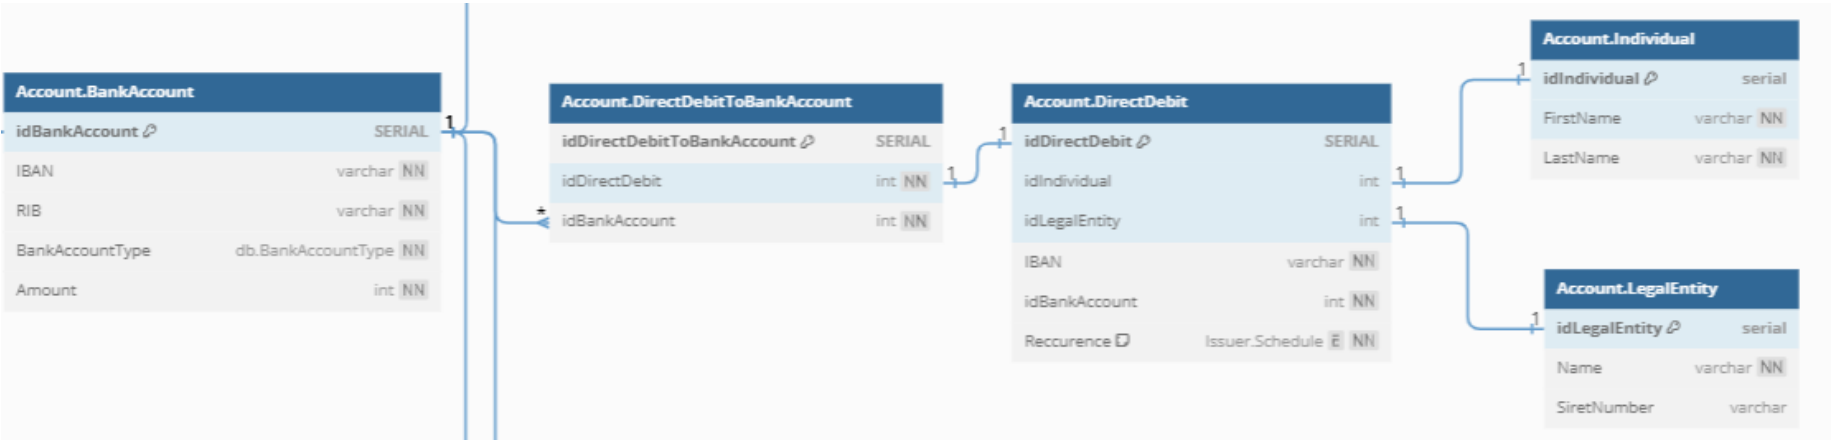 Account.BankAccount
idBankAccount SERIAL
IBAN varchar NN
RIB varchar NN
BankAccountType db.BankAccountType NN
Amount int NN
1
*
Account.DirectDebitToBankAccount
idDirectDebitToBankAccount SERIAL
idDirectDebit int NN
idBankAccount int NN
1
1
Account.DirectDebit
idDirectDebit SERIAL
idIndividual int
idLegalEntity int
IBAN varchar NN
idBankAccount int NN
Reccurence Issuer.Schedule E NN
1
1
1
1
Account.Individual
idIndividual serial
FirstName varchar NN
LastName varchar NN
Account.LegalEntity
idLegalEntity serial
Name varchar NN
SiretNumber varchar